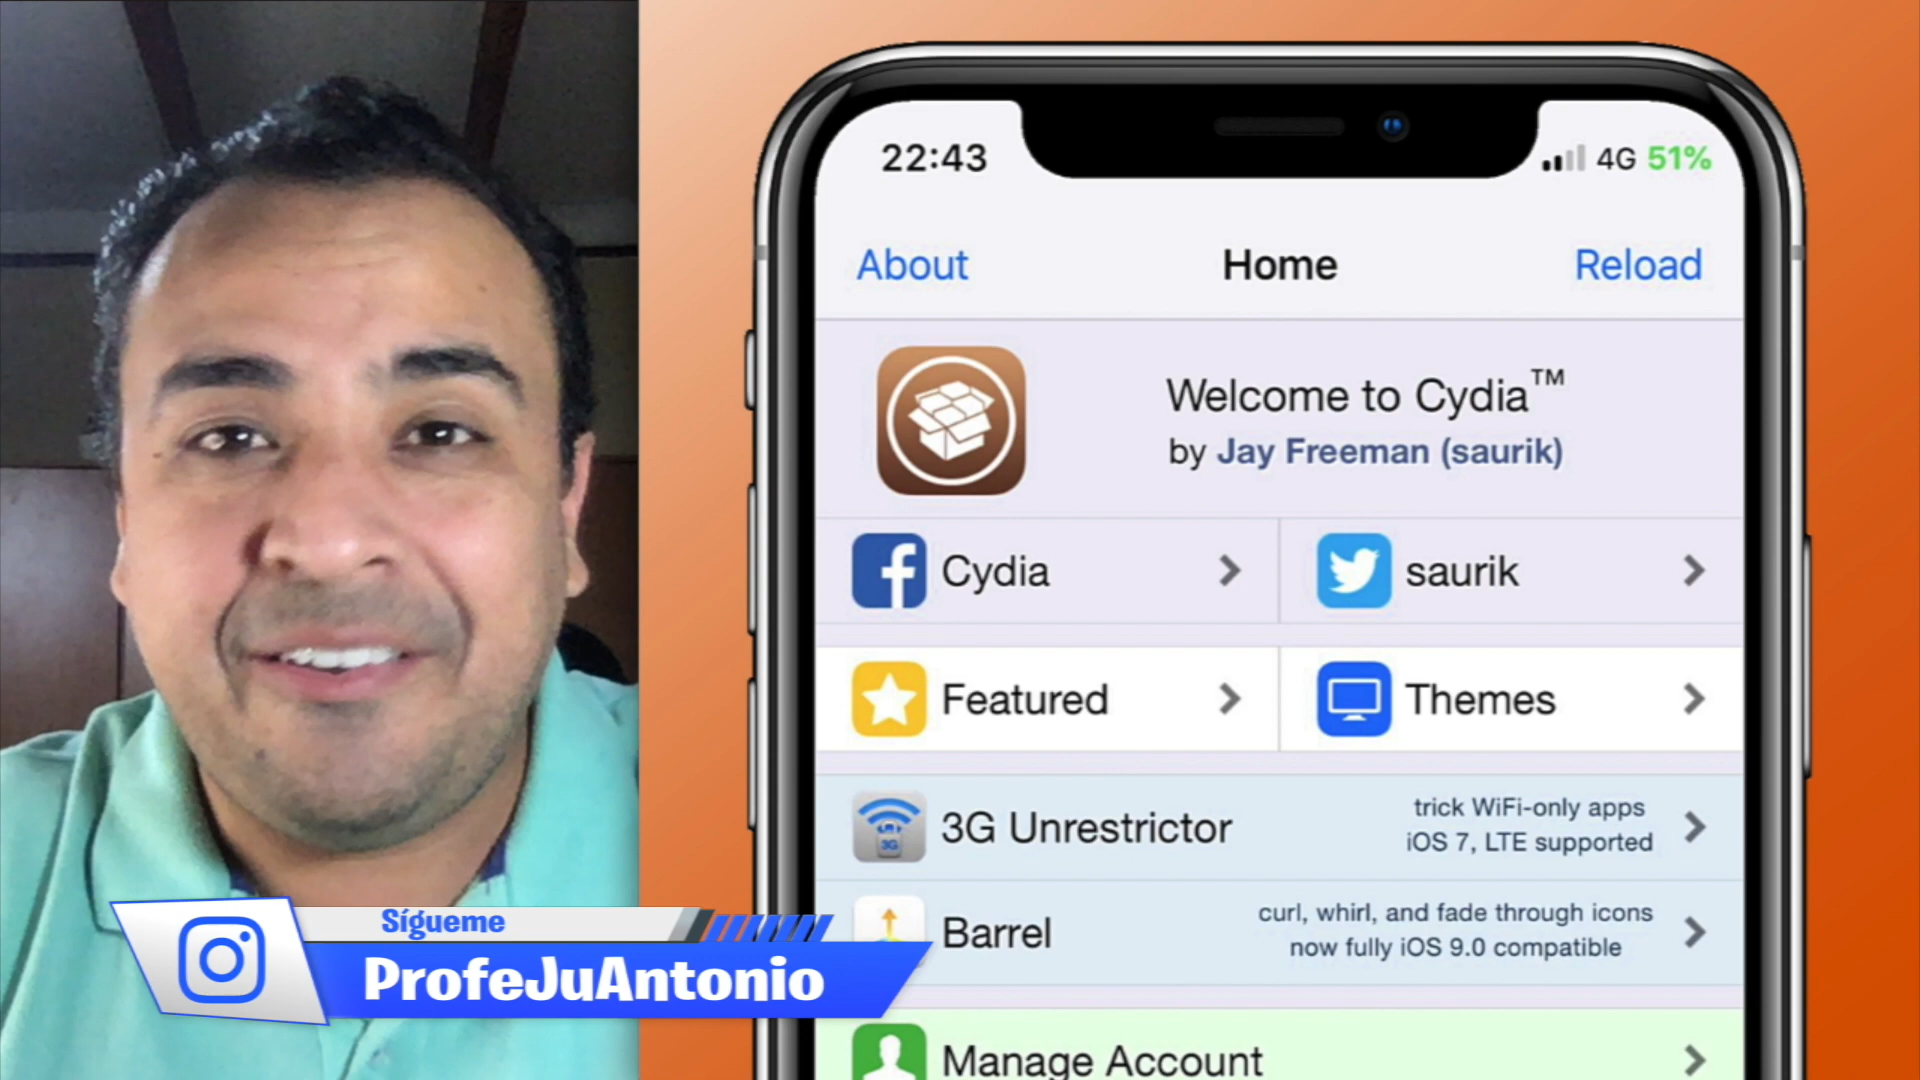 22:43
4G 51%
About
Home
Reload
Welcome to Cydia™
by Jay Freeman (saurik)
Cydia
saurik
Featured
Themes
3G Unrestrictor
trick WiFi-only apps
iOS 7, LTE supported
3G
Barrel
curl, whirl, and fade through icons
now fully iOS 9.0 compatible
Manage Account
Sígueme
ProfeJuAntonio